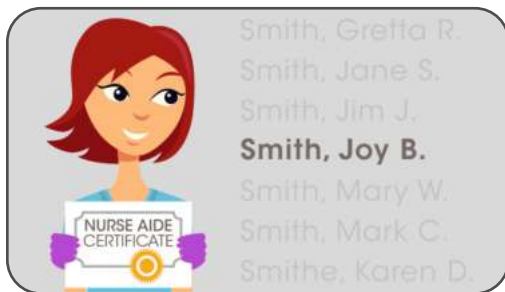 Smith, Gretta R.
Smith, Jane S.
Smith, Jim J.
Smith, Joy B.
Smith, Mary W.
Smith, Mark C.
Smithe, Karen D.
NURSE AIDE
CERTIFICATE